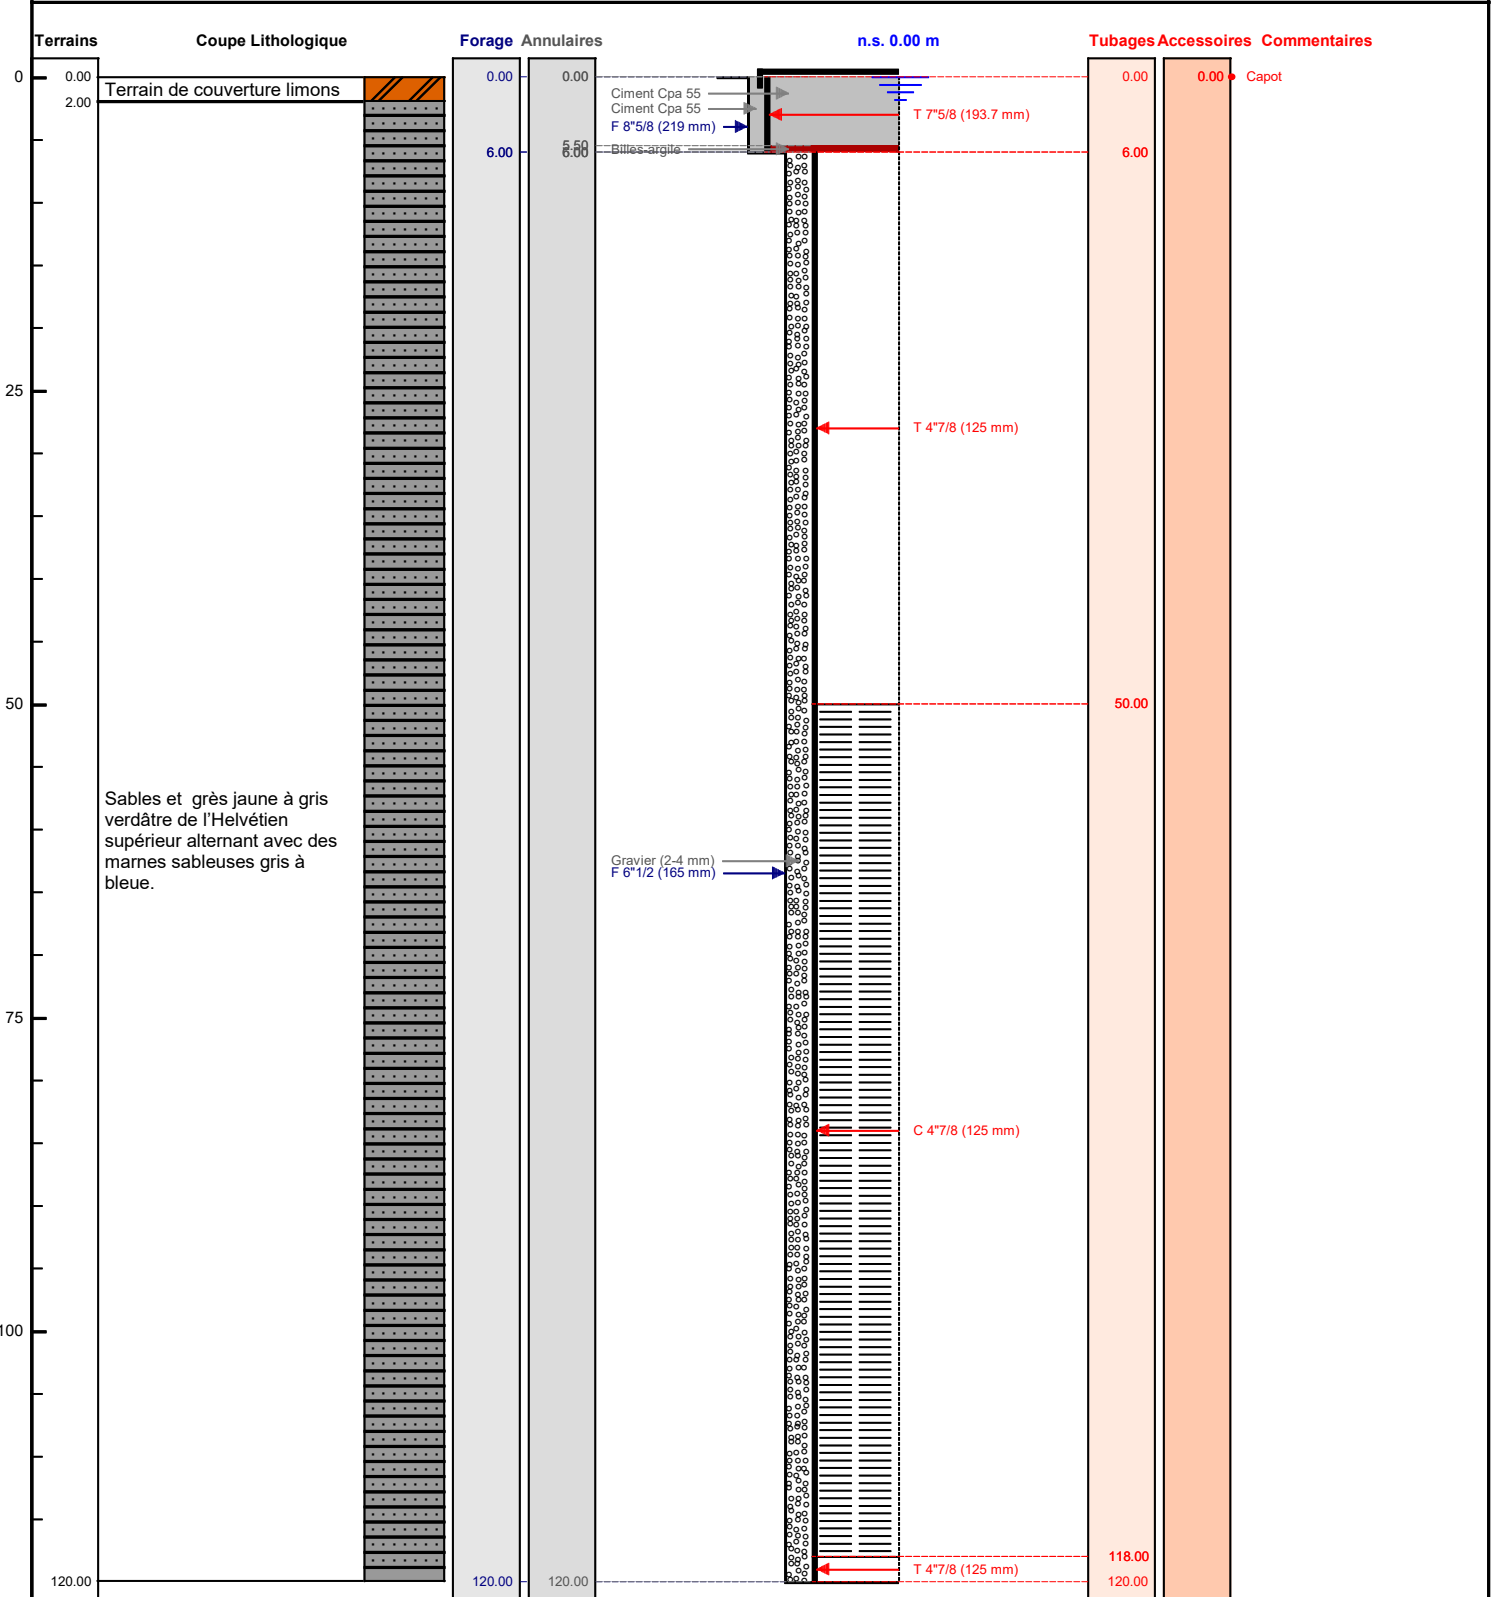 Terrains Coupe Lithologique Forage Annulaires n.s. 0.00 m Tubages Accessoires Commentaires
0 0.00 0.00 0.00 0.00 0.00 Capot
Terrain de couverture limons
2.00
Ciment Cpa 55
Ciment Cpa 55
T 7"5/8 (193.7 mm)
F 8"5/8 (219 mm)
5.50
Billes-argile
6.00 6.00 6.00
25
T 4"7/8 (125 mm)
50 50.00
Sables et grès jaune à gris
verdâtre de l'Helvétien
supérieur alternant avec des
marnes sableuses gris à
bleue.
Gravier (2-4 mm)
F 6"1/2 (165 mm)
75
C 4"7/8 (125 mm)
100
118.00
T 4"7/8 (125 mm)
120.00 120.00 120.00 120.00